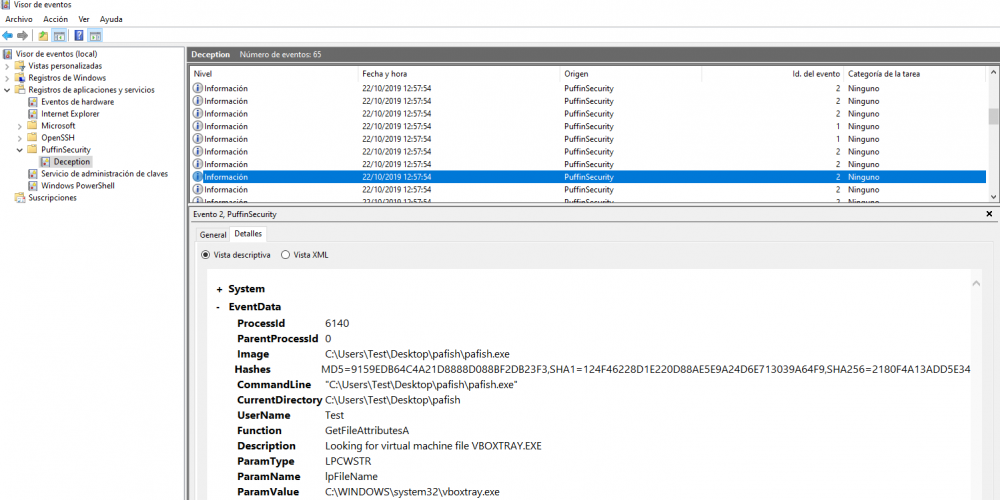 Visor de eventos
Archivo Acción Ver Ayuda
Visor de eventos (local)
Vistas personalizadas
Registros de Windows
Registros de aplicaciones y servicios
Eventos de hardware
Internet Explorer
Microsoft
OpenSSH
PuffinSecurity
Deception
Servicio de administración de claves
Windows PowerShell
Suscripciones
Deception Número de eventos: 65
Nivel Fecha y hora Origen Id. del evento Categoría de la tarea
Información 22/10/2019 12:57:54 PuffinSecurity 2 Ninguno
Información 22/10/2019 12:57:54 PuffinSecurity 2 Ninguno
Información 22/10/2019 12:57:54 PuffinSecurity 2 Ninguno
Información 22/10/2019 12:57:54 PuffinSecurity 1 Ninguno
Información 22/10/2019 12:57:54 PuffinSecurity 1 Ninguno
Información 22/10/2019 12:57:54 PuffinSecurity 2 Ninguno
Información 22/10/2019 12:57:54 PuffinSecurity 2 Ninguno
Información 22/10/2019 12:57:54 PuffinSecurity 2 Ninguno
Información 22/10/2019 12:57:54 PuffinSecurity 2 Ninguno
Información 22/10/2019 12:57:54 PuffinSecurity 2 Ninguno
Evento 2, PuffinSecurity
General Detalles
Vista descriptiva Vista XML
+ System
- EventData
ProcessId 6140
ParentProcessId 0
Image C:\Users\Test\Desktop\pafish\pafish.exe
Hashes MD5=9159EDB64C4A21D8888D088BF2DB23F3,SHA1=124F46228D1E220D88AE5E9A24D6E713039A64F9,SHA256=2180F4A13ADD5E34
CommandLine "C:\Users\Test\Desktop\pafish\pafish.exe"
CurrentDirectory C:\Users\Test\Desktop\pafish
UserName Test
Function GetFileAttributesA
Description Looking for virtual machine file VBOXTRAY.EXE
ParamType LPCWSTR
ParamName lpFileName
ParamValue C:\WINDOWS\system32\vboxtray.exe